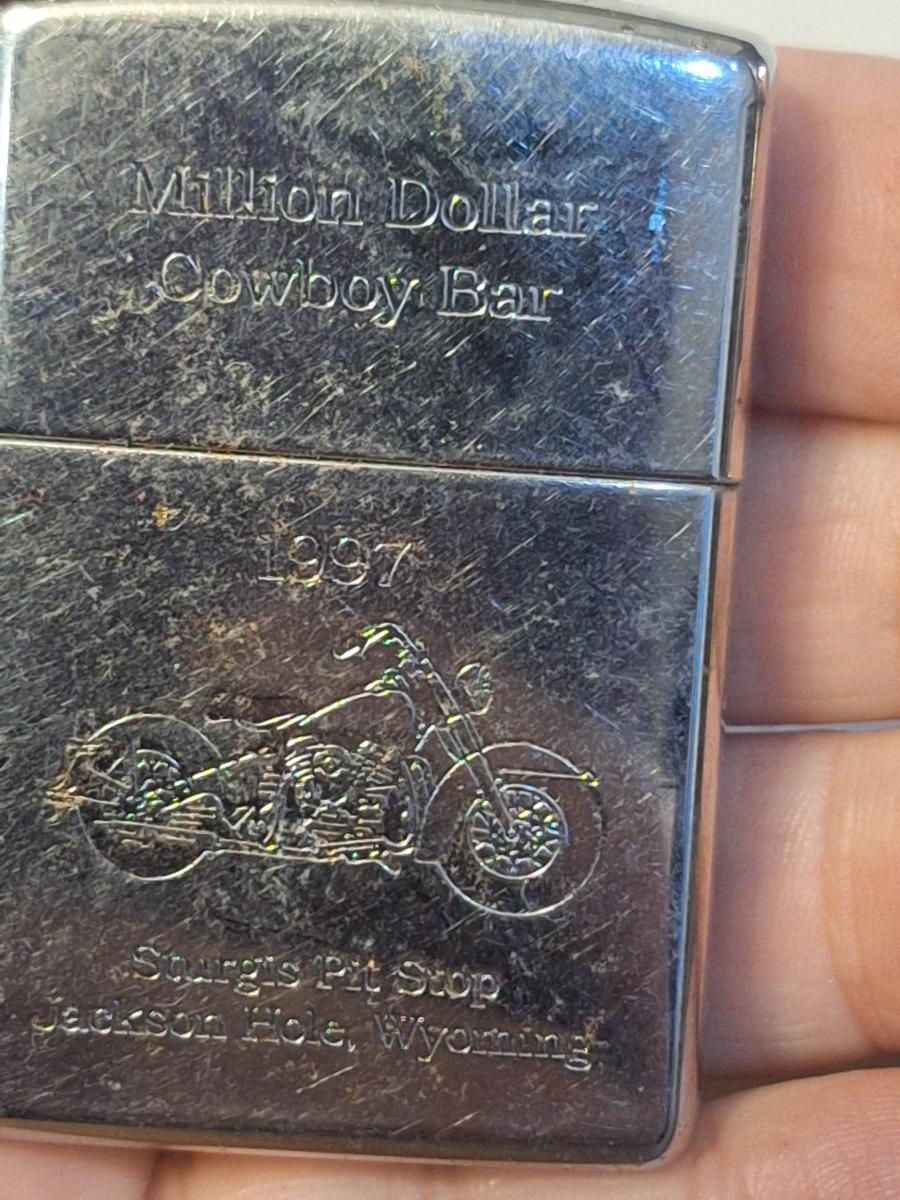 Million Dollar
Cowboy Bar
1997
Sturgis Pit Stop
Jackson Hole, Wyoming